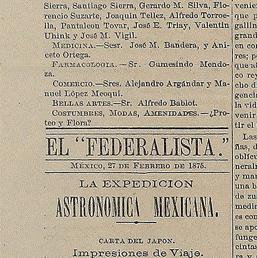 Sierra, Santiago Sierra, Gerardo M. Silva, Flo-
rencio Suzarte, Joaquin Tellez, Alfredo Torroe-
lla, Pantaleon Tovar, José E. Triay, Valentin
Uhink y José M. Vigil.
MEDICINA.—Sesr. José M. Bandera, y Ani-
ceto Ortega.
FARMACOLOGIA.—Sr. Gumesindo Mendo-
za.
COMERCIO.—Sres. Alejandro Argándar y Ma-
nuel López Meoqui.
BELLAS ARTES.—Sr. Alfredo Bablot.
COSTUMBRES, MODAS, AMENIDADES.—¿Pro-
teo y Flora?
EL "FEDERALISTA."
MÉXICO, 27 DE FEBRERO DE 1875.
LA EXPEDICION
ASTRONOMICA MEXICANA.
CARTA DEL JAPON.
Impresiones de Viaje.